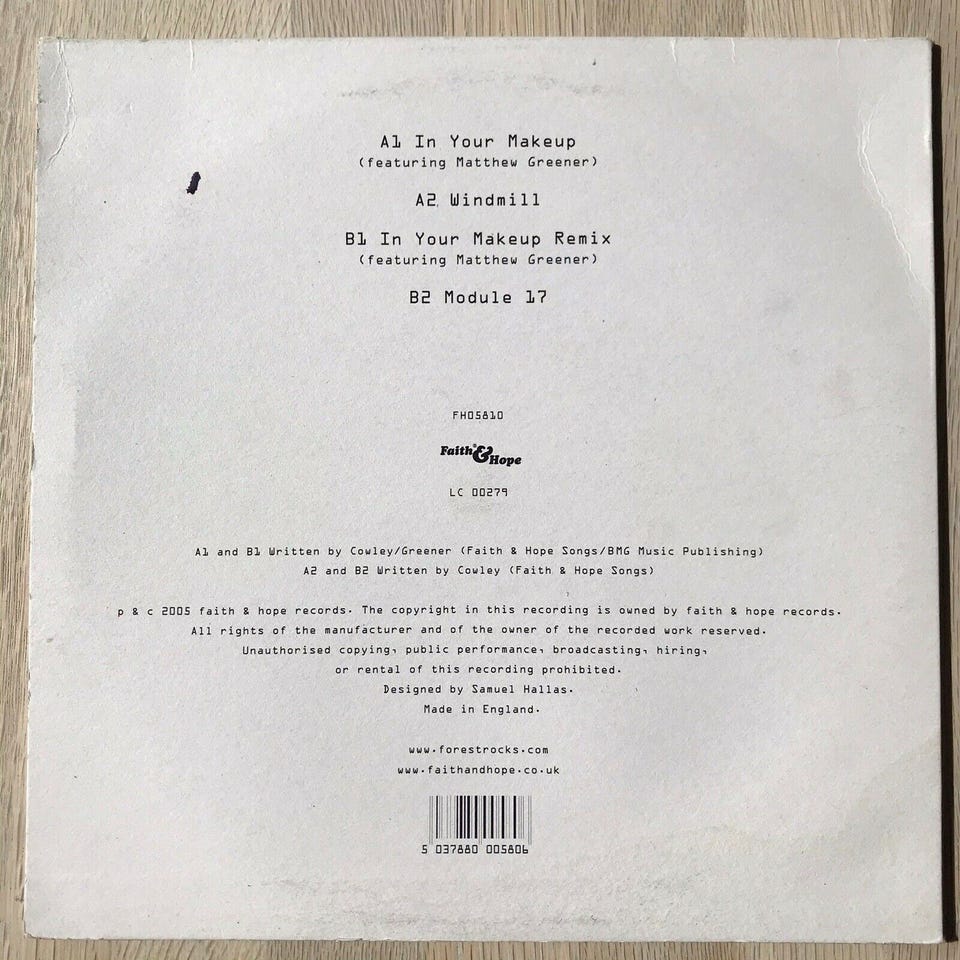 A1 In Your Makeup
(featuring Matthew Greener)
A2 Windmill
B1 In Your Makeup Remix
(featuring Matthew Greener)
B2 Module 17
FH05810
Faith & Hope
LC 00279
A1 and B1 Written by Cowley/Greener (Faith & Hope Songs/BMG Music Publishing)
A2 and B2 Written by Cowley (Faith & Hope Songs)
p & c 2005 faith & hope records. The copyright in this recording is owned by faith & hope records.
All rights of the manufacturer and of the owner of the recorded work reserved.
Unauthorised copying, public performance, broadcasting, hiring,
or rental of this recording prohibited.
Designed by Samuel Hallas.
Made in England.
www.forestrocks.com
www.faithandhope.co.uk
5 037880 005806